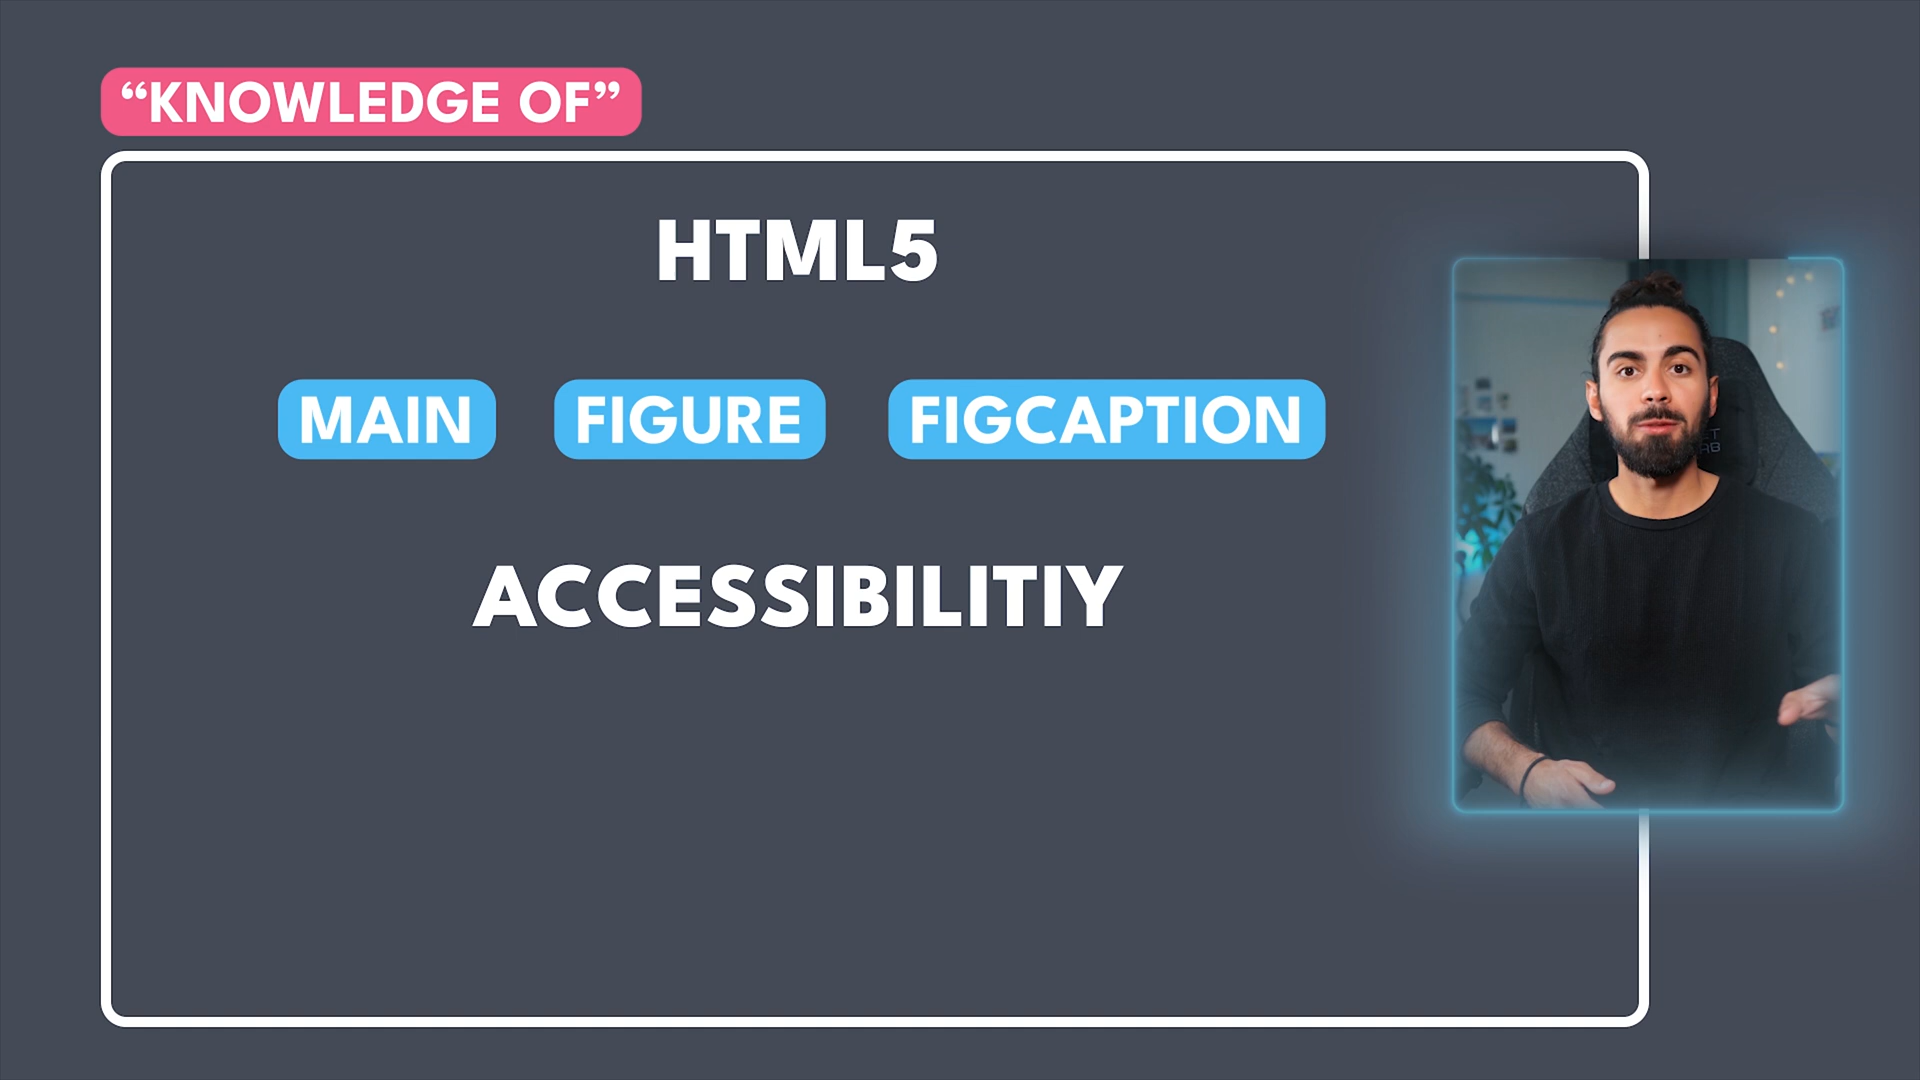 “KNOWLEDGE OF”
HTML5
MAIN FIGURE FIGCAPTION
ACCESSIBILITIY